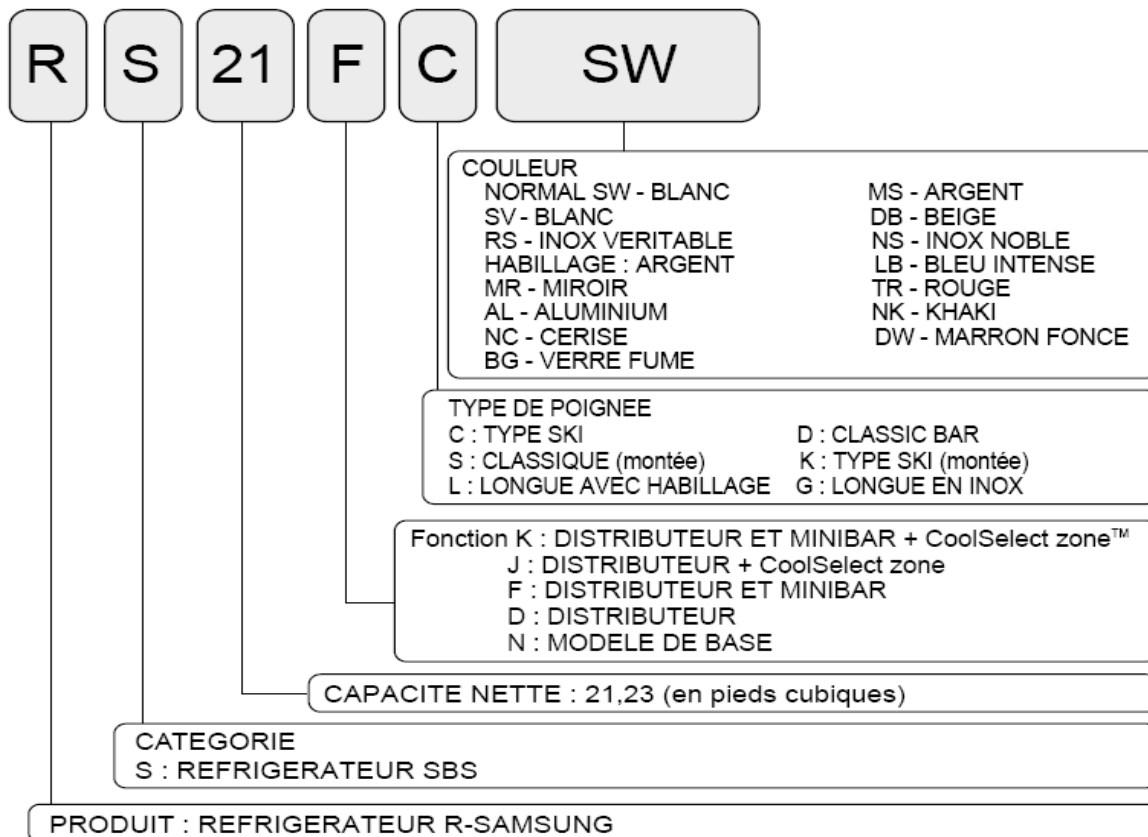 R S 21 F C SW
COULEUR
NORMAL SW - BLANC MS - ARGENT
SV - BLANC DB - BEIGE
RS - INOX VERITABLE NS - INOX NOBLE
HABILLAGE : ARGENT LB - BLEU INTENSE
MR - MIROIR TR - ROUGE
AL - ALUMINIUM NK - KHAKI
NC - CERISE DW - MARRON FONCE
BG - VERRE FUME
TYPE DE POIGNEE
C : TYPE SKI D : CLASSIC BAR
S : CLASSIQUE (montée) K : TYPE SKI (montée)
L : LONGUE AVEC HABILLAGE G : LONGUE EN INOX
Fonction K : DISTRIBUTEUR ET MINIBAR + CoolSelect zone™
J : DISTRIBUTEUR + CoolSelect zone
F : DISTRIBUTEUR ET MINIBAR
D : DISTRIBUTEUR
N : MODELE DE BASE
CAPACITE NETTE : 21,23 (en pieds cubiques)
CATEGORIE
S : REFRIGERATEUR SBS
PRODUIT : REFRIGERATEUR R-SAMSUNG